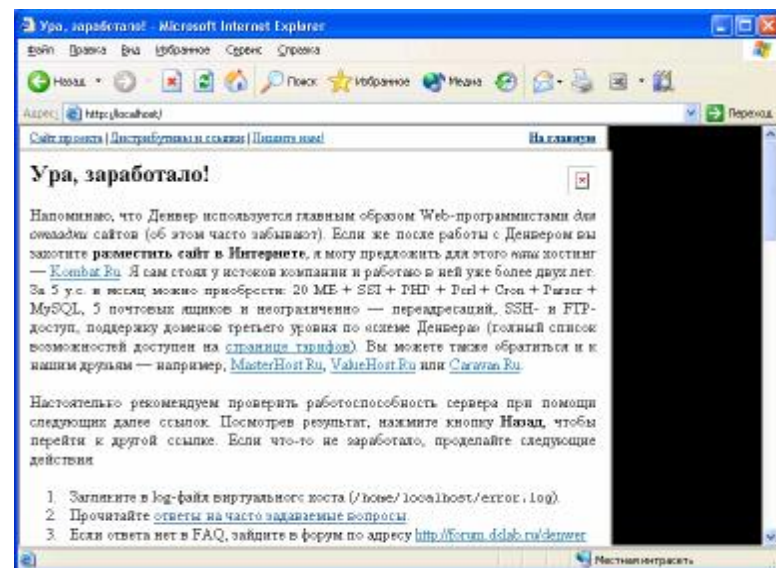 Ура, заработало! - Microsoft Internet Explorer
Файл Правка Вид Избранное Сервис Справка
Назад Поиск Избранное Медиа
Адрес: http://localhost/ Переход
Сайт проекта | Дистрибутивы и ссылки | Пишите нам! На главную
Ура, заработало!
Напоминаю, что Денвер используется главным образом Web-программистами для
отладки сайтов (об этом часто забывают). Если же после работы с Денвером вы
захотите разместить сайт в Интернете, я могу предложить для этого наш хостинг
— Kombat.Ru. Я сам стоял у истоков компании и работаю в ней уже более двух лет.
За 5 у.е. в месяц можно приобрести: 20 МБ + SSI + PHP + Perl + Cron + Parser +
MySQL, 5 почтовых ящиков и неограниченно — переадресаций, SSH- и FTP-
доступ, поддержку доменов третьего уровня по «схеме Денвера» (полный список
возможностей доступен на странице тарифов). Вы можете также обратиться и к
нашим друзьям — например, MasterHost.Ru, ValueHost.Ru или Caravan.Ru.
Настоятельно рекомендуем проверить работоспособность сервера при помощи
следующих далее ссылок. Посмотрев результат, нажмите кнопку Назад, чтобы
перейти к другой ссылке. Если что-то не заработало, проделайте следующие
действия:
1. Загляните в log-файл виртуального хоста (/home/localhost/error.log).
2. Прочитайте ответы на часто задаваемые вопросы.
3. Если ответа нет в FAQ, зайдите в форум по адресу http://forum.dklab.ru/denwer
Местная интрасеть